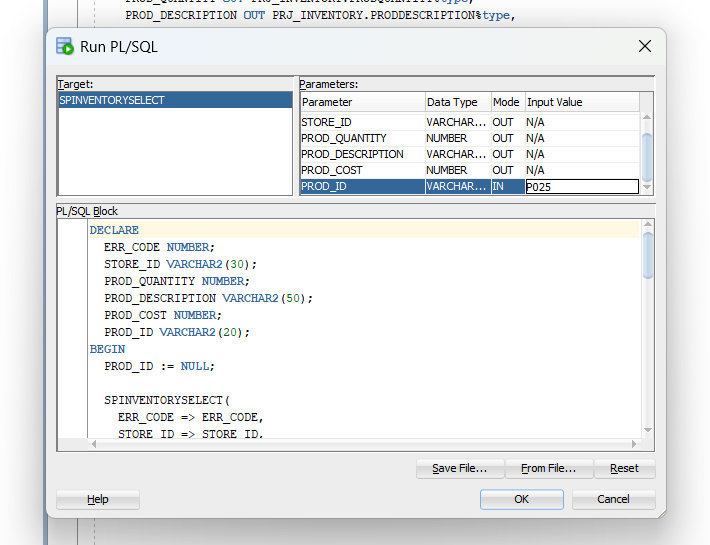 PROD_DESCRIPTION OUT PRJ_INVENTORY.PRODDESCRIPTION%type,
Run PL/SQL
Target:
SPINVENTORYSELECT
Parameters:
Parameter Data Type Mode Input Value
STORE_ID VARCHAR... OUT N/A
PROD_QUANTITY NUMBER OUT N/A
PROD_DESCRIPTION VARCHAR... OUT N/A
PROD_COST NUMBER OUT N/A
PROD_ID VARCHAR... IN P025
PL/SQL Block
DECLARE
ERR_CODE NUMBER;
STORE_ID VARCHAR2(30);
PROD_QUANTITY NUMBER;
PROD_DESCRIPTION VARCHAR2(50);
PROD_COST NUMBER;
PROD_ID VARCHAR2(20);
BEGIN
PROD_ID := NULL;
SPINVENTORYSELECT(
ERR_CODE => ERR_CODE,
STORE_ID => STORE_ID,
Save File... From File... Reset
Help OK Cancel